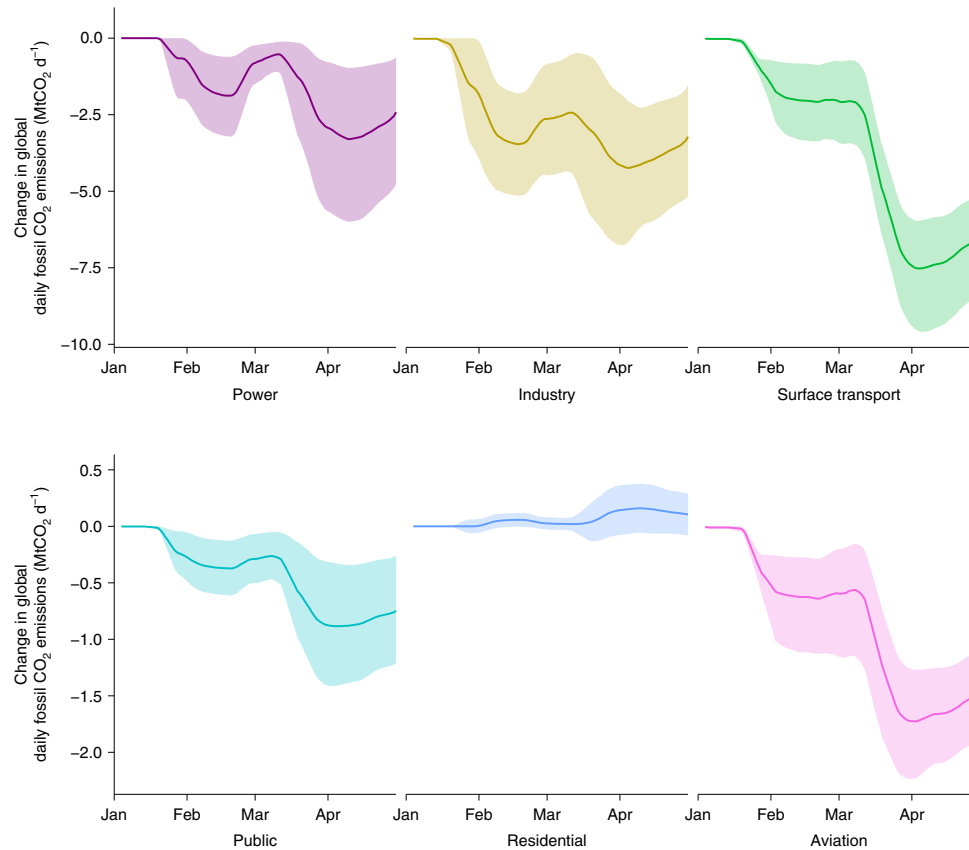 Change in global
daily fossil CO₂ emissions (MtCO₂ d⁻¹)
0.0
−2.5
−5.0
−7.5
−10.0
Jan Feb Mar Apr
Power
Jan Feb Mar Apr
Industry
Jan Feb Mar Apr
Surface transport
Change in global
daily fossil CO₂ emissions (MtCO₂ d⁻¹)
0.5
0.0
−0.5
−1.0
−1.5
−2.0
Jan Feb Mar Apr
Public
Jan Feb Mar Apr
Residential
Jan Feb Mar Apr
Aviation